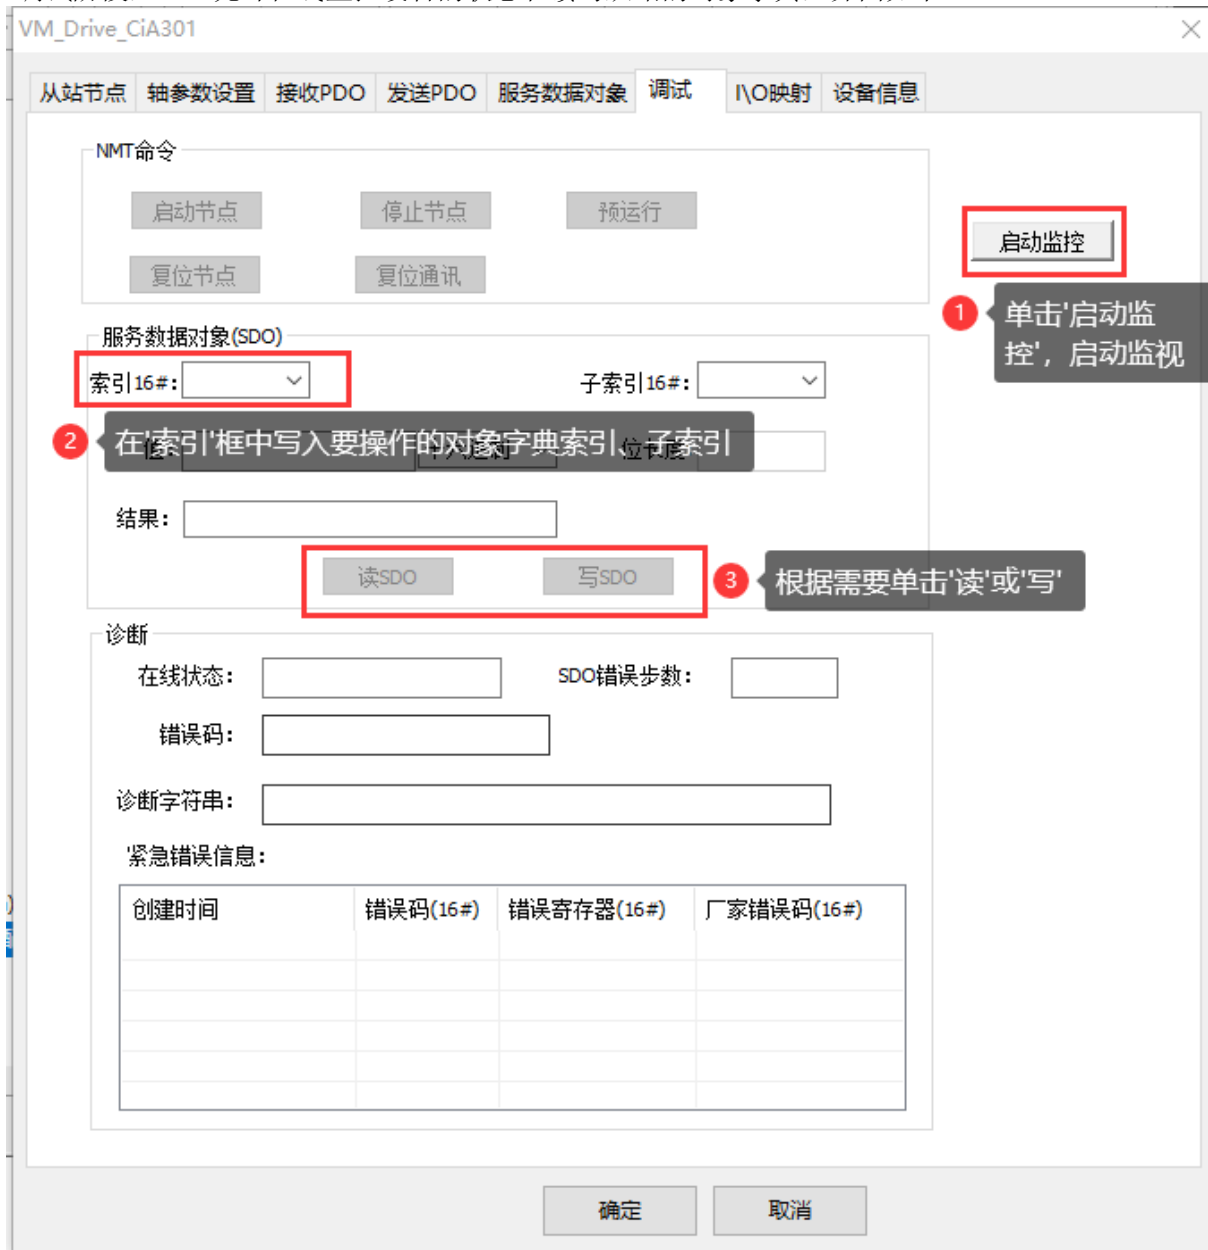 VM_Drive_CiA301
从站节点 轴参数设置 接收PDO 发送PDO 服务数据对象 调试 I\O映射 设备信息
NMT命令
启动节点 停止节点 预运行
复位节点 复位通讯
启动监控
1 单击'启动监
控',启动监视
服务数据对象(SDO)
索引16#: 子索引16#:
2 在'索引'框中写入要操作的对象字典索引、子索引
结果:
读SDO 写SDO
3 根据需要单击'读'或'写'
诊断
在线状态: SDO错误步数:
错误码:
诊断字符串:
'紧急错误信息:
创建时间 错误码(16#) 错误寄存器(16#) 厂家错误码(16#)
确定 取消